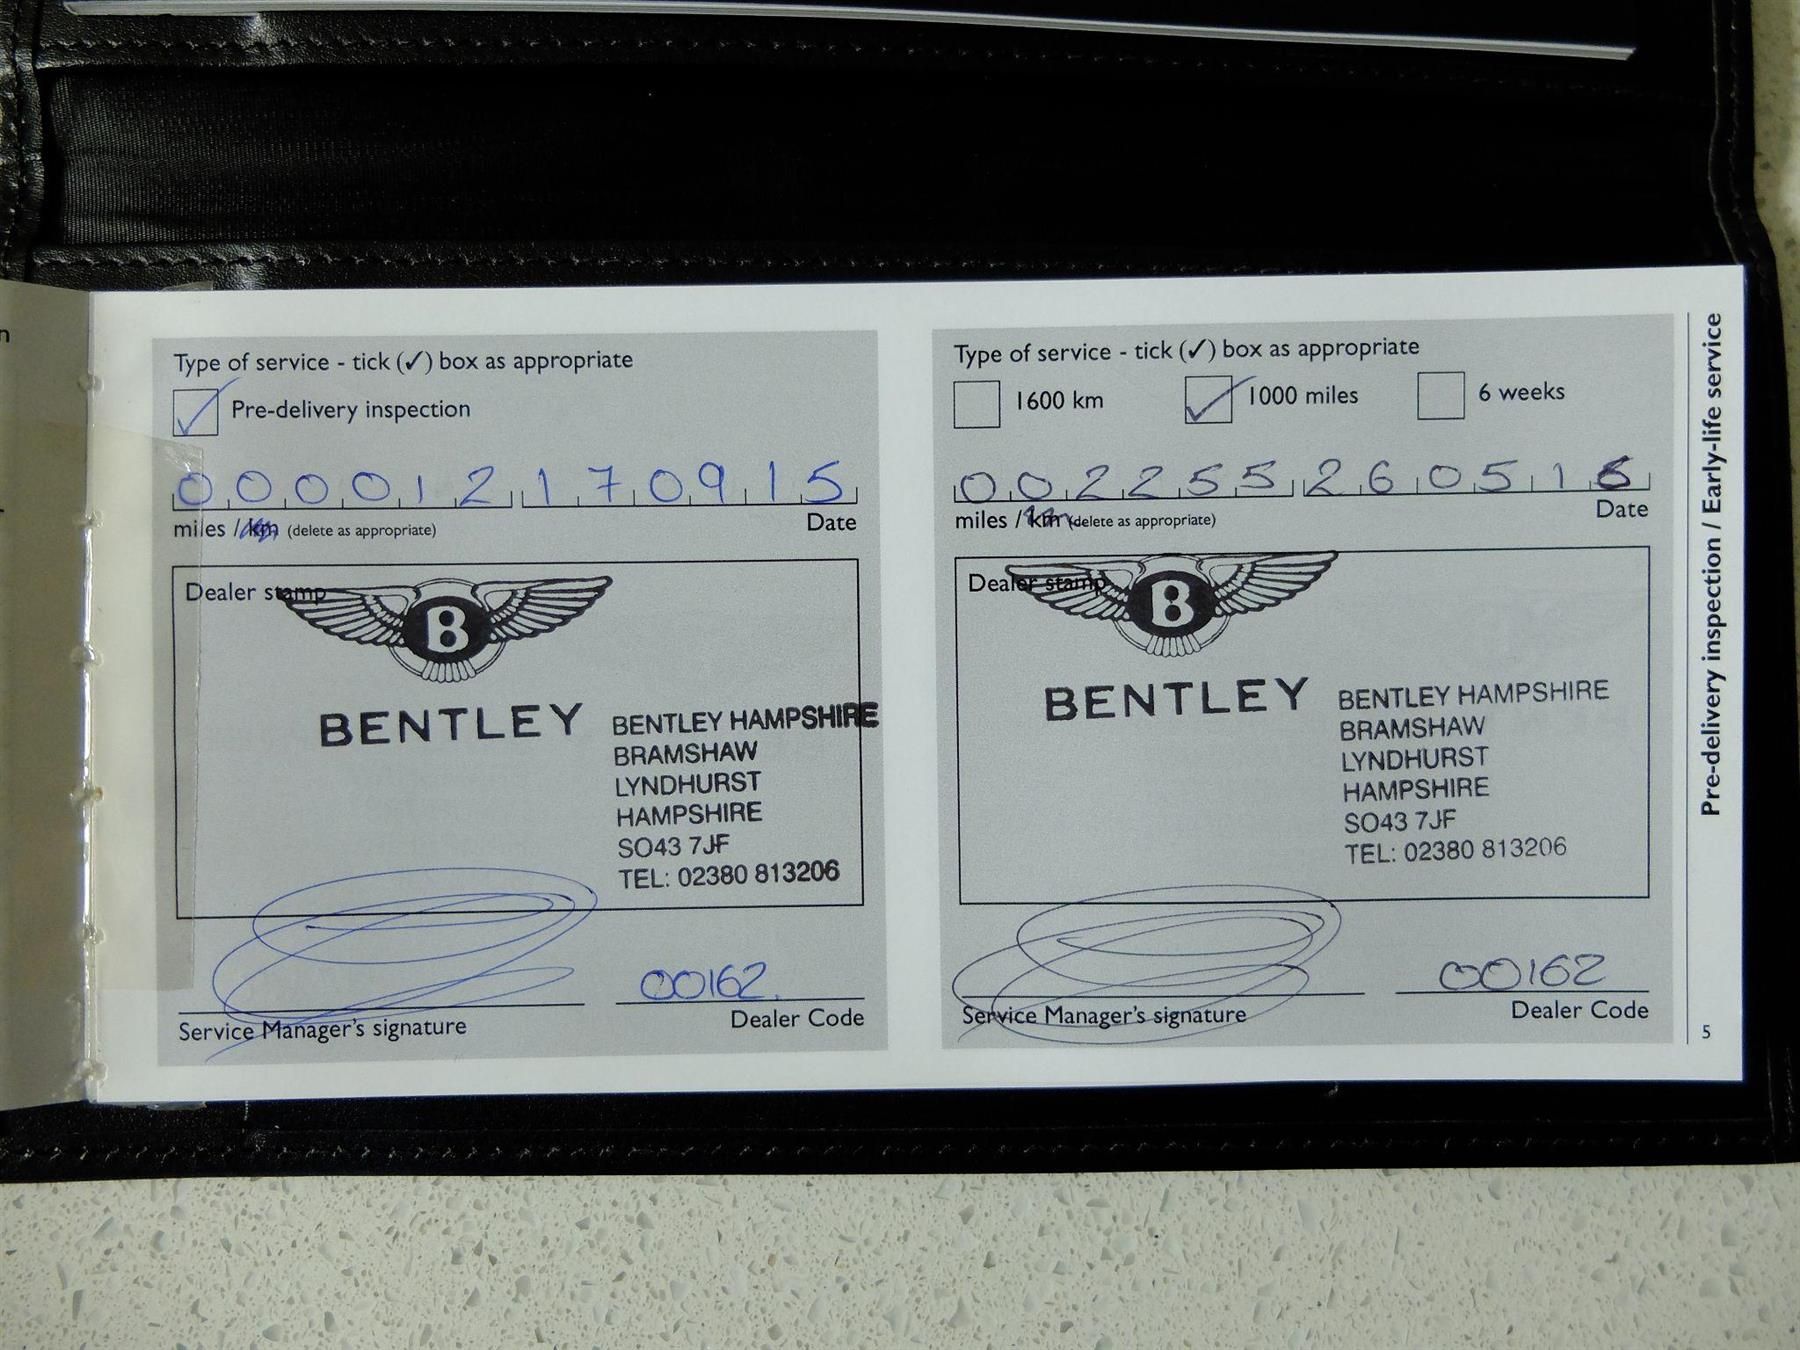 Type of service - tick (✓) box as appropriate
Pre-delivery inspection
000012 170915
miles / km (delete as appropriate)
Date
Dealer stamp
B
BENTLEY
BENTLEY HAMPSHIRE
BRAMSHAW
LYNDHURST
HAMPSHIRE
SO43 7JF
TEL: 02380 813206
00162
Service Manager's signature
Dealer Code
Type of service - tick (✓) box as appropriate
1600 km
1000 miles
6 weeks
002255 260516
miles / km (delete as appropriate)
Date
Dealer stamp
B
BENTLEY
BENTLEY HAMPSHIRE
BRAMSHAW
LYNDHURST
HAMPSHIRE
SO43 7JF
TEL: 02380 813206
00162
Service Manager's signature
Dealer Code
Pre-delivery inspection / Early-life service
5
n